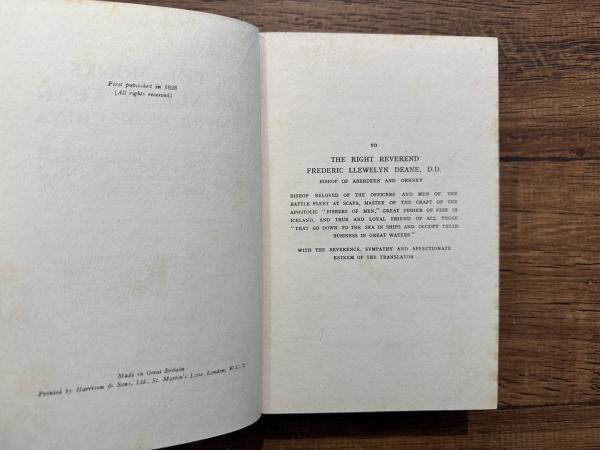 First published in 1928
(All rights reserved)
Made in Great Britain
Printed by Harrison & Sons, Ltd., St. Martin's Lane, London, W.C. 2
TO
THE RIGHT REVEREND
FREDERIC LLEWELYN DEANE, D.D.
BISHOP OF ABERDEEN AND ORKNEY
BISHOP BELOVED OF THE OFFICERS AND MEN OF THE
BATTLE FLEET AT SCAPA, MASTER OF THE CRAFT OF THE
APOSTOLIC "FISHERS OF MEN," GREAT FISHER OF FISH IN
ICELAND, AND TRUE AND LOYAL FRIEND OF ALL THOSE
"THAT GO DOWN TO THE SEA IN SHIPS AND OCCUPY THEIR
BUSINESS IN GREAT WATERS"
WITH THE REVERENCE, SYMPATHY AND AFFECTIONATE
ESTEEM OF THE TRANSLATOR